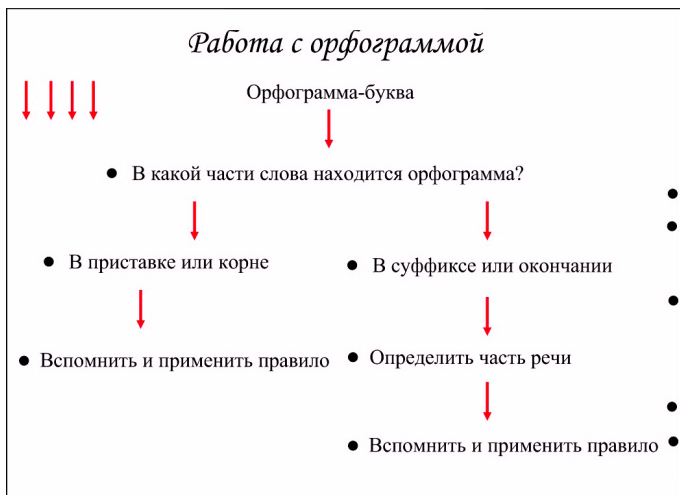 Работа с орфограммой
Орфограмма-буква
● В какой части слова находится орфограмма?
● В приставке или корне
● В суффиксе или окончании
● Вспомнить и применить правило
● Определить часть речи
● Вспомнить и применить правило